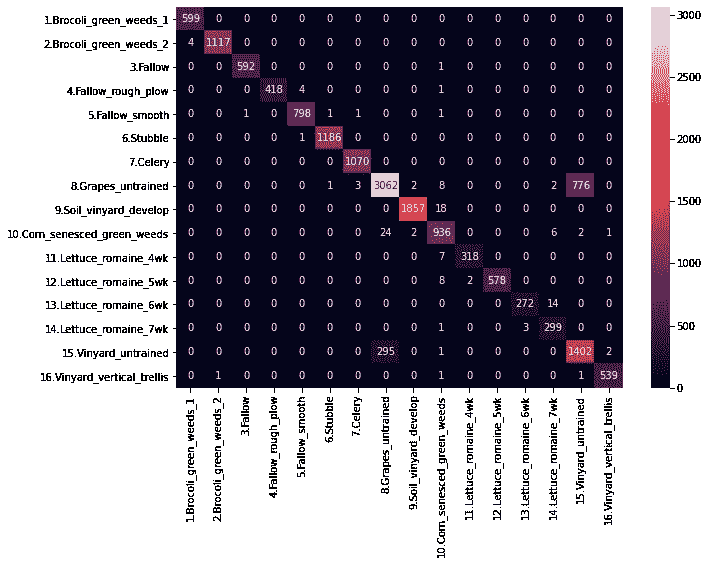 1.Brocoli_green_weeds_1 599 0 0 0 0 0 0 0 0 0 0 0 0 0 0 0
2.Brocoli_green_weeds_2 4 1117 0 0 0 0 0 0 0 0 0 0 0 0 0 0
3.Fallow 0 0 592 0 0 0 0 0 0 1 0 0 0 0 0 0
4.Fallow_rough_plow 0 0 0 418 4 0 0 0 0 1 0 0 0 0 0 0
5.Fallow_smooth 0 0 1 0 798 1 1 0 0 1 0 0 0 0 0 0
6.Stubble 0 0 0 0 1 1186 0 0 0 0 0 0 0 0 0 0
7.Celery 0 0 0 0 0 0 1070 0 0 0 0 0 0 0 0 0
8.Grapes_untrained 0 0 0 0 0 1 3 3062 2 8 0 0 0 2 776 0
9.Soil_vinyard_develop 0 0 0 0 0 0 0 0 1857 18 0 0 0 0 0 0
10.Corn_senesced_green_weeds 0 0 0 0 0 0 0 24 2 936 0 0 0 6 2 1
11.Lettuce_romaine_4wk 0 0 0 0 0 0 0 0 0 7 318 0 0 0 0 0
12.Lettuce_romaine_5wk 0 0 0 0 0 0 0 0 0 8 2 578 0 0 0 0
13.Lettuce_romaine_6wk 0 0 0 0 0 0 0 0 0 0 0 0 272 14 0 0
14.Lettuce_romaine_7wk 0 0 0 0 0 0 0 0 0 1 0 0 3 299 0 0
15.Vinyard_untrained 0 0 0 0 0 0 0 295 0 1 0 0 0 0 1402 2
16.Vinyard_vertical_trellis 0 1 0 0 0 0 0 0 0 1 0 0 0 0 1 539
1.Brocoli_green_weeds_1
2.Brocoli_green_weeds_2
3.Fallow
4.Fallow_rough_plow
5.Fallow_smooth
6.Stubble
7.Celery
8.Grapes_untrained
9.Soil_vinyard_develop
10.Corn_senesced_green_weeds
11.Lettuce_romaine_4wk
12.Lettuce_romaine_5wk
13.Lettuce_romaine_6wk
14.Lettuce_romaine_7wk
15.Vinyard_untrained
16.Vinyard_vertical_trellis
3000
2500
2000
1500
1000
500
0